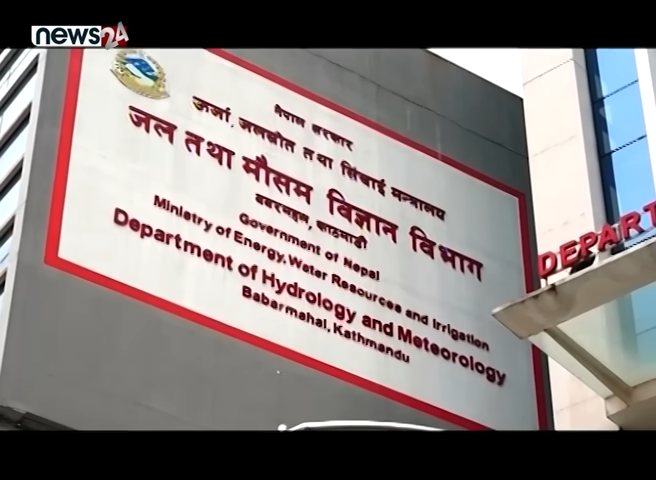 news24
नेपाल सरकार
ऊर्जा, जलस्रोत तथा सिंचाई मन्त्रालय
जल तथा मौसम विज्ञान विभाग
बबरमहल, काठमाडौं
Government of Nepal
Ministry of Energy, Water Resources and Irrigation
Department of Hydrology and Meteorology
Babarmahal, Kathmandu
DEPART